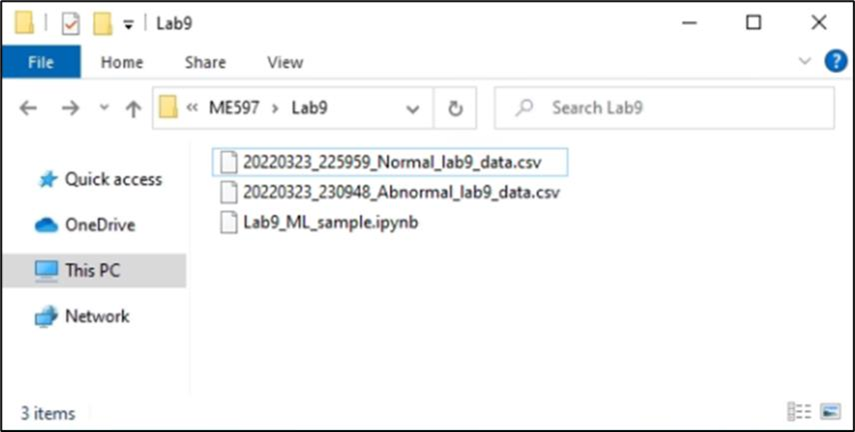 Lab9
File Home Share View
« ME597 > Lab9 Search Lab9
Quick access
OneDrive
This PC
Network
20220323_225959_Normal_lab9_data.csv
20220323_230948_Abnormal_lab9_data.csv
Lab9_ML_sample.ipynb
3 items